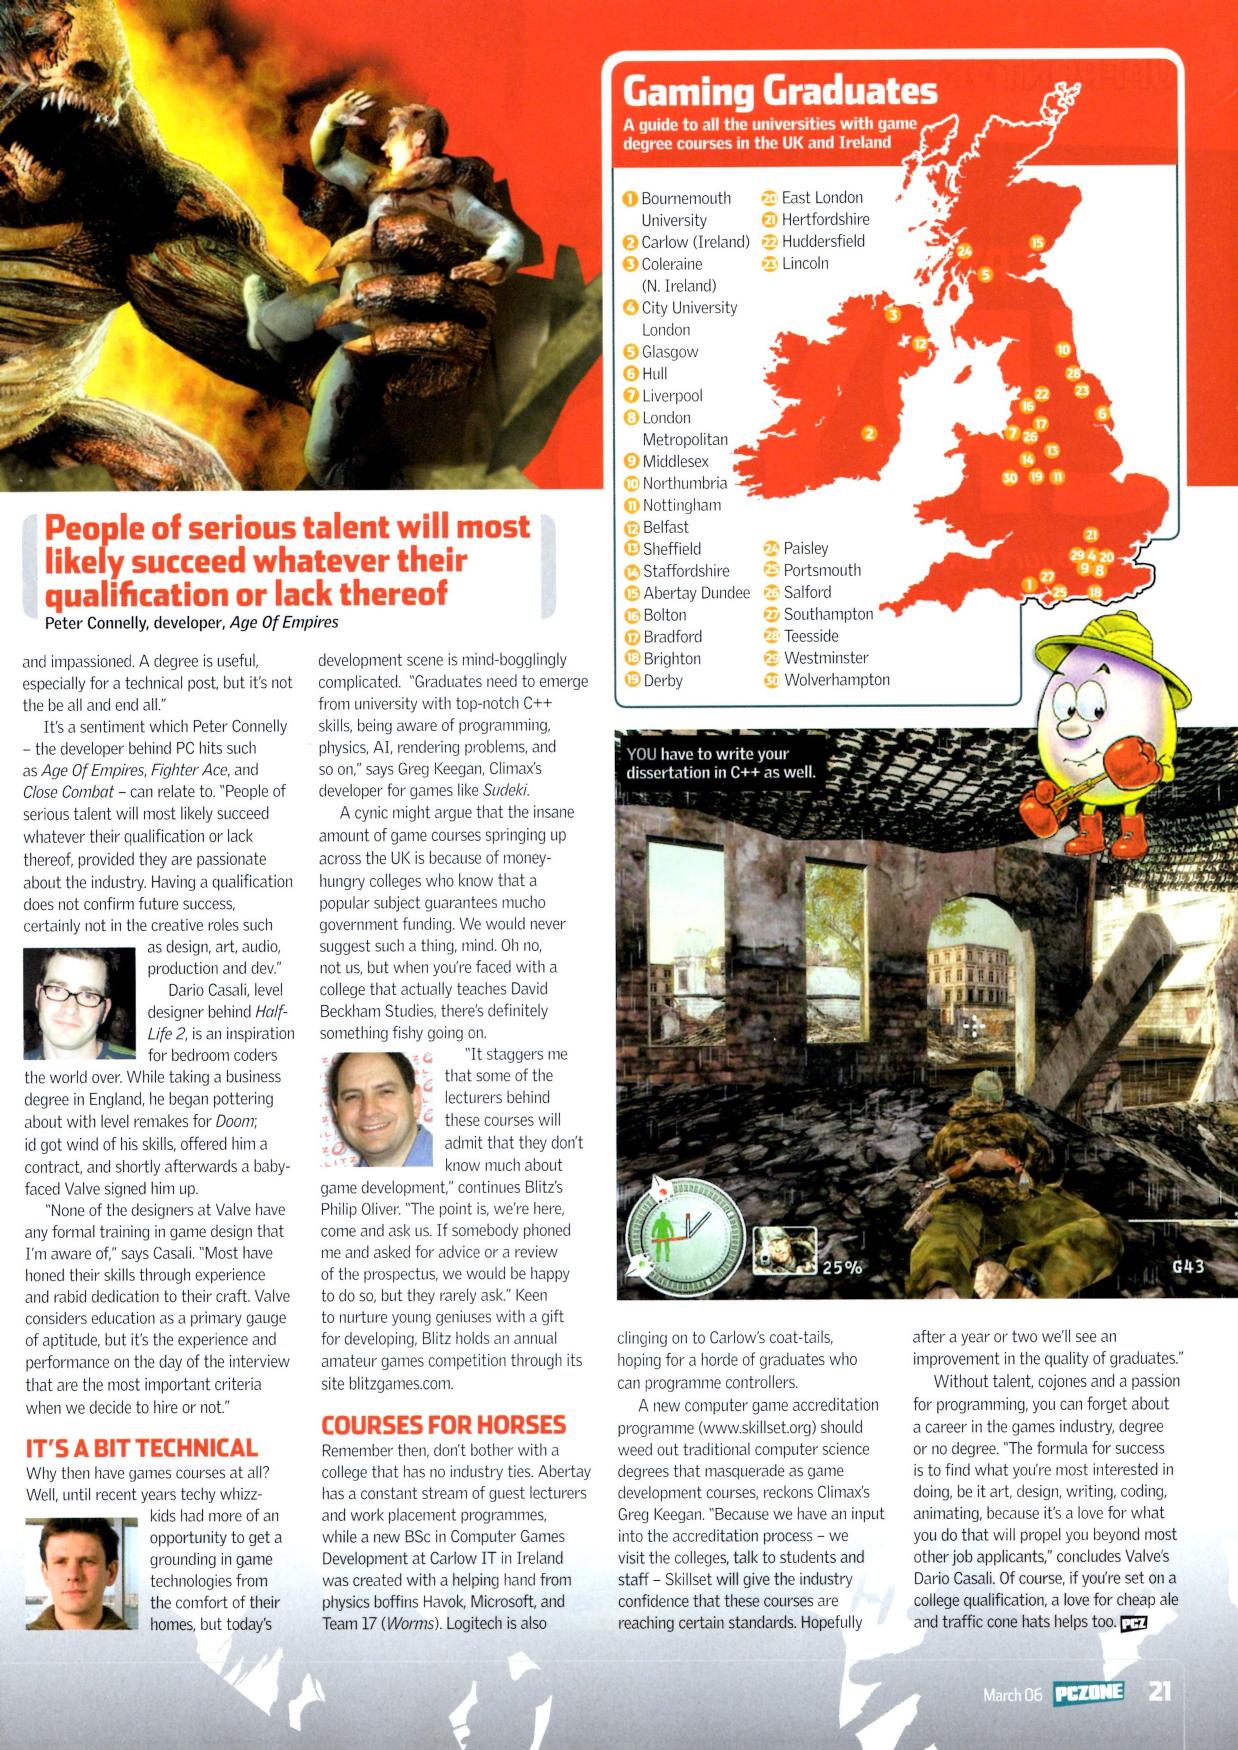 Gaming Graduates
A guide to all the universities with game
degree courses in the UK and Ireland
1 Bournemouth
University
2 Carlow (Ireland)
3 Coleraine
(N. Ireland)
4 City University
London
5 Glasgow
6 Hull
7 Liverpool
8 London
Metropolitan
9 Middlesex
10 Northumbria
11 Nottingham
12 Belfast
13 Sheffield
14 Staffordshire
15 Abertay Dundee
16 Bolton
17 Bradford
18 Brighton
19 Derby
20 East London
21 Hertfordshire
22 Huddersfield
23 Lincoln
24 Paisley
25 Portsmouth
26 Salford
27 Southampton
28 Teesside
29 Westminster
30 Wolverhampton
15
24
5
3
12
10
28
22 23
16
6
17
2
7 26
13
14
30 19 11
21
29 4 20
9 8
27
1
25 18
People of serious talent will most
likely succeed whatever their
qualification or lack thereof
Peter Connelly, developer, Age Of Empires
and impassioned. A degree is useful,
especially for a technical post, but it's not
the be all and end all."
It's a sentiment which Peter Connelly
– the developer behind PC hits such
as Age Of Empires, Fighter Ace, and
Close Combat – can relate to. "People of
serious talent will most likely succeed
whatever their qualification or lack
thereof, provided they are passionate
about the industry. Having a qualification
does not confirm future success,
certainly not in the creative roles such
as design, art, audio,
production and dev."
Dario Casali, level
designer behind Half-
Life 2, is an inspiration
for bedroom coders
the world over. While taking a business
degree in England, he began pottering
about with level remakes for Doom;
id got wind of his skills, offered him a
contract, and shortly afterwards a baby-
faced Valve signed him up.
"None of the designers at Valve have
any formal training in game design that
I'm aware of," says Casali. "Most have
honed their skills through experience
and rabid dedication to their craft. Valve
considers education as a primary gauge
of aptitude, but it's the experience and
performance on the day of the interview
that are the most important criteria
when we decide to hire or not."
IT'S A BIT TECHNICAL
Why then have games courses at all?
Well, until recent years techy whizz-
kids had more of an
opportunity to get a
grounding in game
technologies from
the comfort of their
homes, but today's
development scene is mind-bogglingly
complicated. "Graduates need to emerge
from university with top-notch C++
skills, being aware of programming,
physics, AI, rendering problems, and
so on," says Greg Keegan, Climax's
developer for games like Sudeki.
A cynic might argue that the insane
amount of game courses springing up
across the UK is because of money-
hungry colleges who know that a
popular subject guarantees mucho
government funding. We would never
suggest such a thing, mind. Oh no,
not us, but when you're faced with a
college that actually teaches David
Beckham Studies, there's definitely
something fishy going on.
"It staggers me
that some of the
lecturers behind
these courses will
admit that they don't
know much about
game development," continues Blitz's
Philip Oliver. "The point is, we're here,
come and ask us. If somebody phoned
me and asked for advice or a review
of the prospectus, we would be happy
to do so, but they rarely ask." Keen
to nurture young geniuses with a gift
for developing, Blitz holds an annual
amateur games competition through its
site blitzgames.com.
COURSES FOR HORSES
Remember then, don't bother with a
college that has no industry ties. Abertay
has a constant stream of guest lecturers
and work placement programmes,
while a new BSc in Computer Games
Development at Carlow IT in Ireland
was created with a helping hand from
physics boffins Havok, Microsoft, and
Team 17 (Worms). Logitech is also
YOU have to write your
dissertation in C++ as well.
25%
G43
clinging on to Carlow's coat-tails,
hoping for a horde of graduates who
can programme controllers.
A new computer game accreditation
programme (www.skillset.org) should
weed out traditional computer science
degrees that masquerade as game
development courses, reckons Climax's
Greg Keegan. "Because we have an input
into the accreditation process – we
visit the colleges, talk to students and
staff – Skillset will give the industry
confidence that these courses are
reaching certain standards. Hopefully
after a year or two we'll see an
improvement in the quality of graduates."
Without talent, cojones and a passion
for programming, you can forget about
a career in the games industry, degree
or no degree. "The formula for success
is to find what you're most interested in
doing, be it art, design, writing, coding,
animating, because it's a love for what
you do that will propel you beyond most
other job applicants," concludes Valve's
Dario Casali. Of course, if you're set on a
college qualification, a love for cheap ale
and traffic cone hats helps too. PCZ
March 06 PCZONE 21